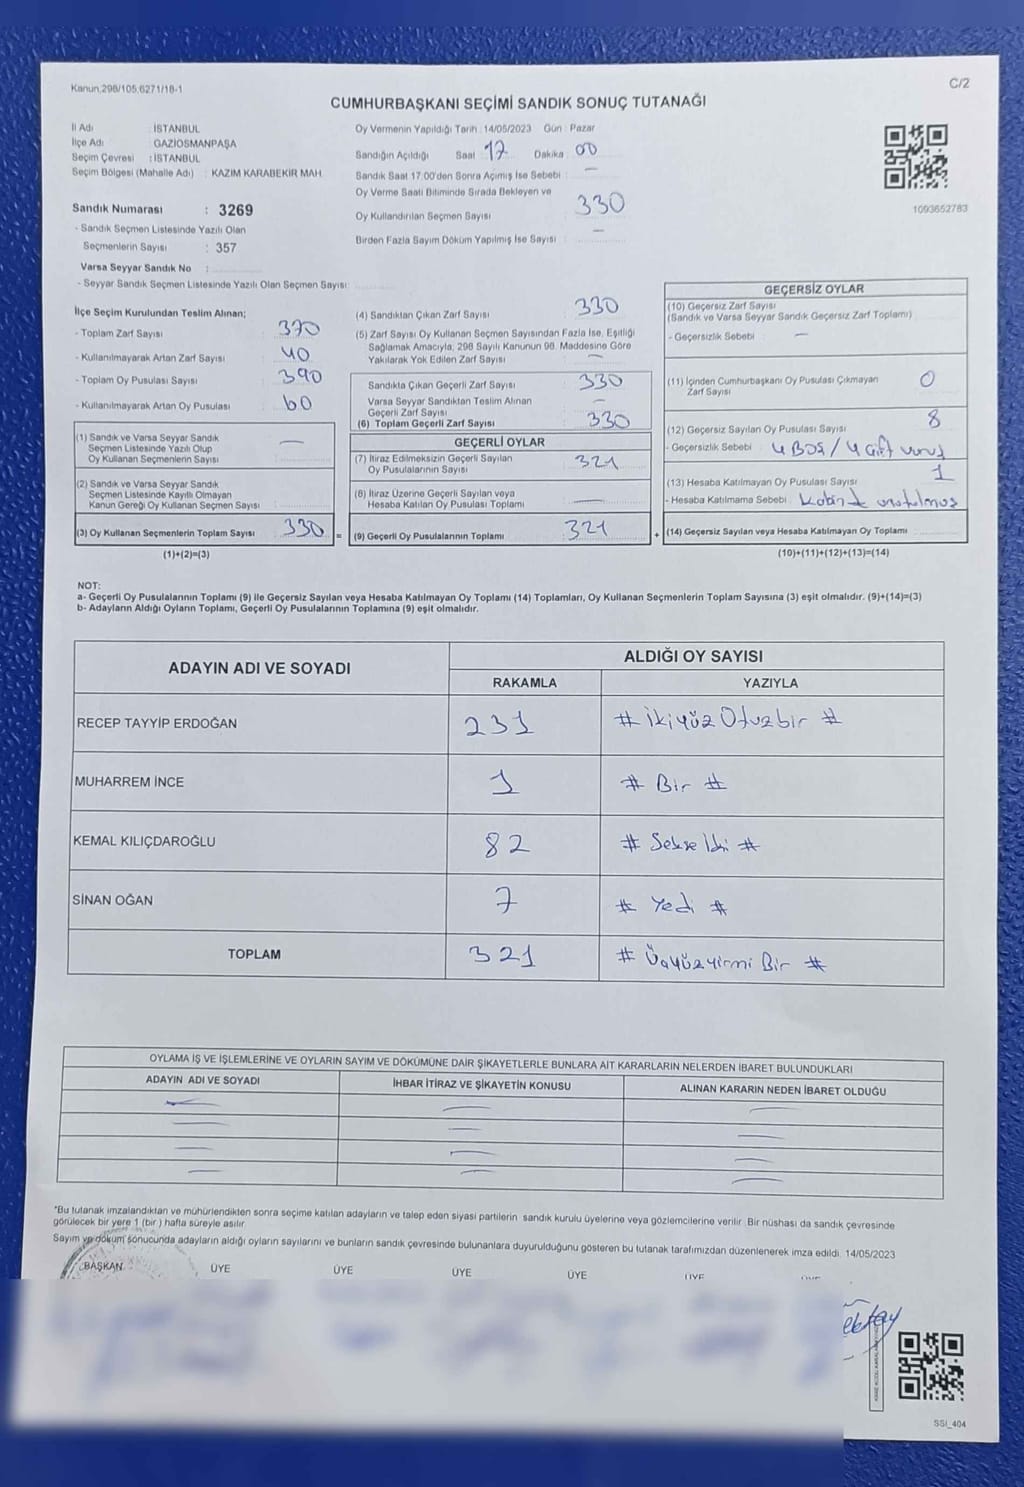 Kanun;298/105;6271/18-1
C/2
CUMHURBAŞKANI SEÇİMİ SANDIK SONUÇ TUTANAĞI
İl Adı : İSTANBUL
İlçe Adı : GAZİOSMANPAŞA
Seçim Çevresi : İSTANBUL
Seçim Bölgesi (Mahalle Adı) : KAZIM KARABEKİR MAH.
Sandık Numarası : 3269
- Sandık Seçmen Listesinde Yazılı Olan
Seçmenlerin Sayısı : 357
Varsa Seyyar Sandık No :
- Seyyar Sandık Seçmen Listesinde Yazılı Olan Seçmen Sayısı:
Oy Vermenin Yapıldığı Tarih : 14/05/2023 Gün : Pazar
Sandığın Açıldığı Saat 17 Dakika 00
Sandık Saat 17:00'den Sonra Açımış İse Sebebi : —
Oy Verme Saati Bitiminde Sırada Bekleyen ve
Oy Kullandırılan Seçmen Sayısı : 330
Birden Fazla Sayım Döküm Yapılmış İse Sayısı : —
1093652783
İlçe Seçim Kurulundan Teslim Alınan;
- Toplam Zarf Sayısı : 370
- Kullanılmayarak Artan Zarf Sayısı : 40
- Toplam Oy Pusulası Sayısı : 390
- Kullanılmayarak Artan Oy Pusulası : 60
(1) Sandık ve Varsa Seyyar Sandık
Seçmen Listesinde Yazılı Olup
Oy Kullanan Seçmenlerin Sayısı : —
(2) Sandık ve Varsa Seyyar Sandık
Seçmen Listesinde Kayıtlı Olmayan
Kanun Gereği Oy Kullanan Seçmen Sayısı :
(3) Oy Kullanan Seçmenlerin Toplam Sayısı 330 =
(1)+(2)=(3)
(4) Sandıktan Çıkan Zarf Sayısı : 330
(5) Zarf Sayısı Oy Kullanan Seçmen Sayısından Fazla İse, Eşitliği
Sağlamak Amacıyla, 298 Sayılı Kanunun 98. Maddesine Göre
Yakılarak Yok Edilen Zarf Sayısı : —
Sandıkta Çıkan Geçerli Zarf Sayısı : 330
Varsa Seyyar Sandıktan Teslim Alınan
Geçerli Zarf Sayısı : —
(6) Toplam Geçerli Zarf Sayısı : 330
GEÇERLİ OYLAR
(7) İtiraz Edilmeksizin Geçerli Sayılan
Oy Pusulalarının Sayısı : 321
(8) İtiraz Üzerine Geçerli Sayılan veya
Hesaba Katılan Oy Pusulası Toplamı : —
(9) Geçerli Oy Pusulalarının Toplamı : 321 +
GEÇERSİZ OYLAR
(10) Geçersiz Zarf Sayısı
(Sandık ve Varsa Seyyar Sandık Geçersiz Zarf Toplamı) :
- Geçersizlik Sebebi : —
(11) İçinden Cumhurbaşkanı Oy Pusulası Çıkmayan
Zarf Sayısı : 0
(12) Geçersiz Sayılan Oy Pusulası Sayısı : 8
- Geçersizlik Sebebi : 4 BOŞ / 4 Çift vuruş
(13) Hesaba Katılmayan Oy Pusulası Sayısı : 1
- Hesaba Katılmama Sebebi : Kabinde unutulmuş
(14) Geçersiz Sayılan veya Hesaba Katılmayan Oy Toplamı :
(10)+(11)+(12)+(13)=(14)
NOT:
a- Geçerli Oy Pusulalarının Toplamı (9) ile Geçersiz Sayılan veya Hesaba Katılmayan Oy Toplamı (14) Toplamları, Oy Kullanan Seçmenlerin Toplam Sayısına (3) eşit olmalıdır. (9)+(14)=(3)
b- Adayların Aldığı Oyların Toplamı, Geçerli Oy Pusulalarının Toplamına (9) eşit olmalıdır.
ADAYIN ADI VE SOYADI
ALDIĞI OY SAYISI
RAKAMLA YAZIYLA
RECEP TAYYİP ERDOĞAN 231 # İkiyüz Otuzbir #
MUHARREM İNCE 1 # Bir #
KEMAL KILIÇDAROĞLU 82 # Sekseniki #
SİNAN OĞAN 7 # Yedi #
TOPLAM 321 # Üçyüzyirmi Bir #
OYLAMA İŞ VE İŞLEMLERİNE VE OYLARIN SAYIM VE DÖKÜMÜNE DAİR ŞİKAYETLERLE BUNLARA AİT KARARLARIN NELERDEN İBARET BULUNDUKLARI
ADAYIN ADI VE SOYADI İHBAR İTİRAZ VE ŞİKAYETİN KONUSU ALINAN KARARIN NEDEN İBARET OLDUĞU
*Bu tutanak imzalandıktan ve mühürlendikten sonra seçime katılan adayların ve talep eden siyasi partilerin sandık kurulu üyelerine veya gözlemcilerine verilir. Bir nüshası da sandık çevresinde
görülecek bir yere 1 (bir) hafta süreyle asılır.
Sayım ve döküm sonucunda adayların aldığı oyların sayılarını ve bunların sandık çevresinde bulunanlara duyurulduğunu gösteren bu tutanak tarafımızdan düzenlenerek imza edildi. 14/05/2023
BAŞKAN ÜYE ÜYE ÜYE ÜYE ÜYE
SSI_404